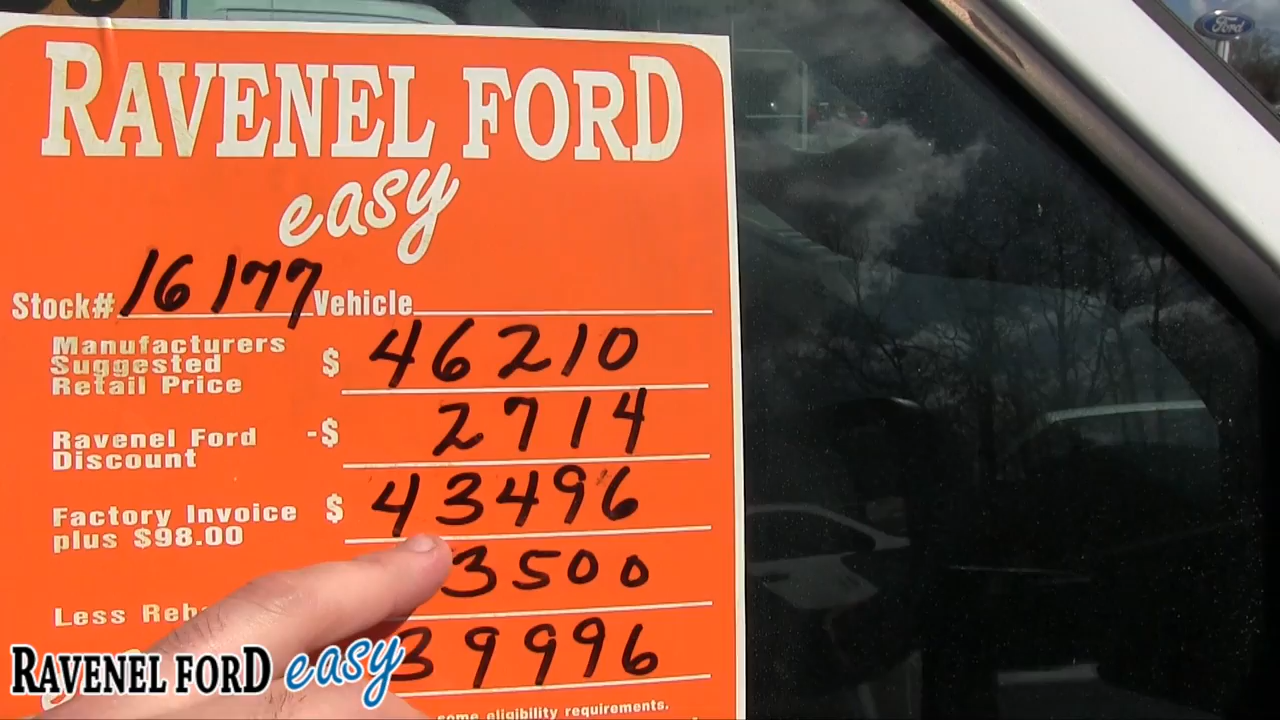 RAVENEL FORD
easy
Stock# 16177 Vehicle
Manufacturers Suggested Retail Price $ 46210
Ravenel Ford Discount -$ 2714
Factory Invoice plus $98.00 $ 43496
Less 3500
39996
some eligibility requirements.
RAVENEL FORD easy
Ford